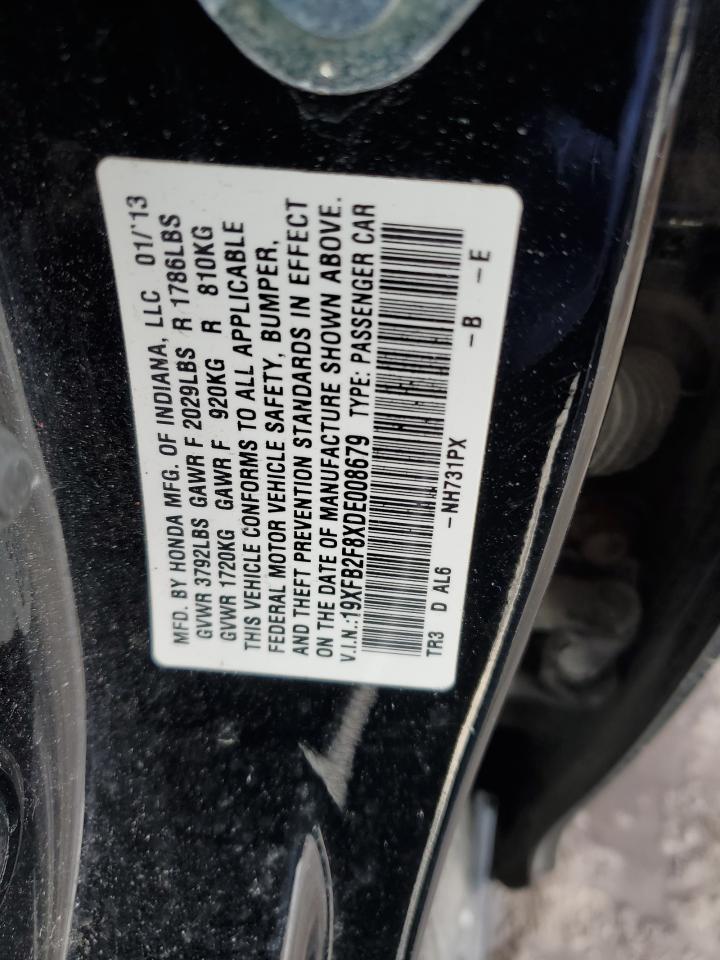 MFD. BY HONDA MFG. OF INDIANA, LLC 01/'13
GVWR 3792LBS GAWR F 2029LBS R 1786LBS
GVWR 1720KG GAWR F 920KG R 810KG
THIS VEHICLE CONFORMS TO ALL APPLICABLE
FEDERAL MOTOR VEHICLE SAFETY, BUMPER,
AND THEFT PREVENTION STANDARDS IN EFFECT
ON THE DATE OF MANUFACTURE SHOWN ABOVE.
V.I.N.:19XFB2F8XDE008679 TYPE: PASSENGER CAR
TR3 D AL6 -NH731PX -B -E